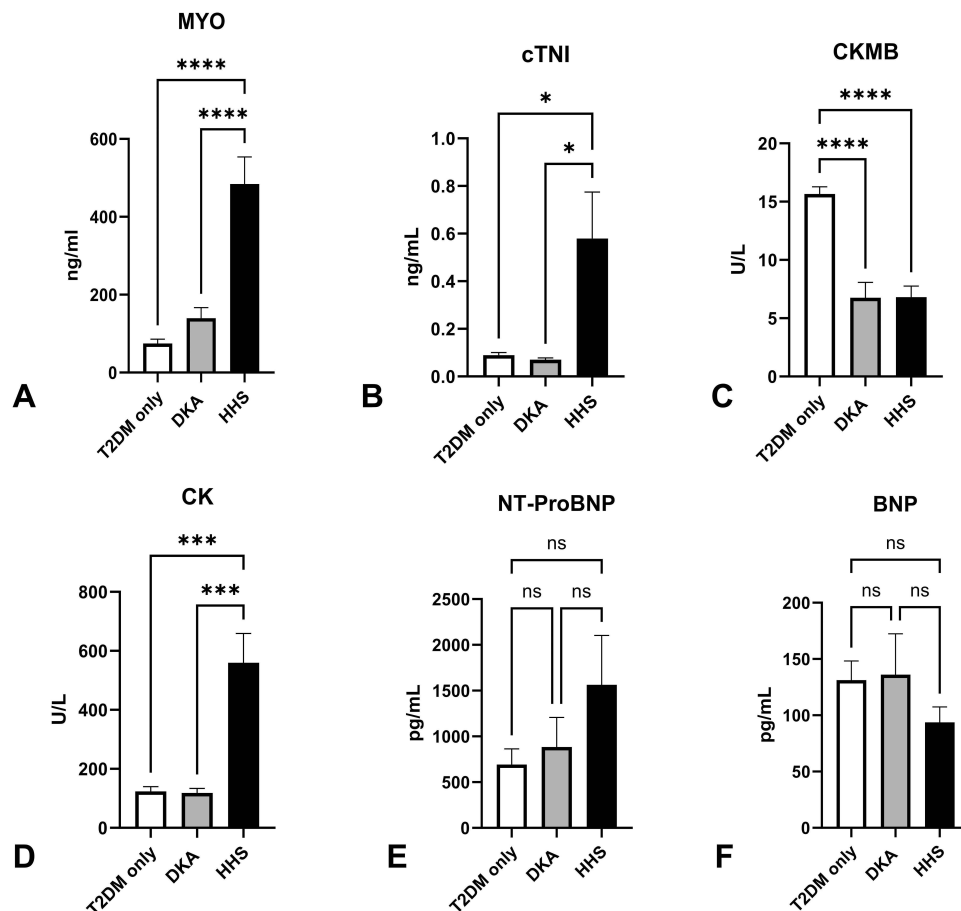 MYO
****
****
600
400
200
0
ng/ml
T2DM only
DKA
HHS
A
cTNI
*
*
1.0
0.8
0.6
0.4
0.2
0.0
ng/mL
T2DM only
DKA
HHS
B
CKMB
****
****
20
15
10
5
0
U/L
T2DM only
DKA
HHS
C
CK
***
***
800
600
400
200
0
U/L
T2DM only
DKA
HHS
D
NT-ProBNP
ns
ns
ns
2500
2000
1500
1000
500
0
pg/mL
T2DM only
DKA
HHS
E
BNP
ns
ns
ns
200
150
100
50
0
pg/mL
T2DM only
DKA
HHS
F